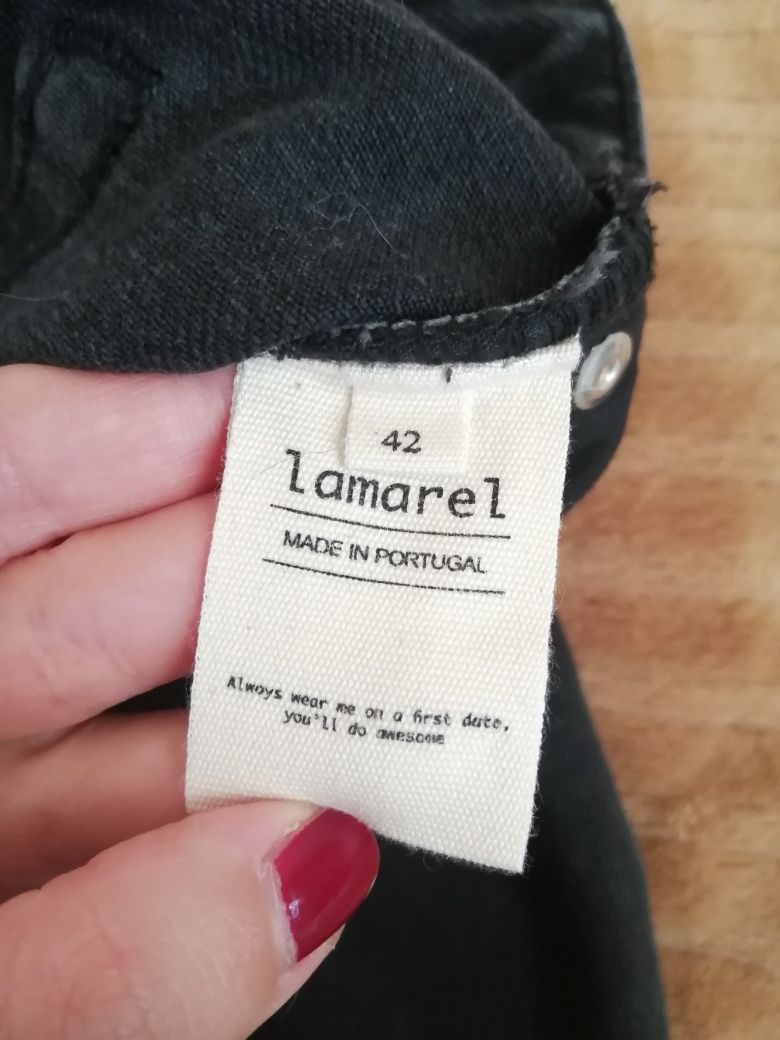 42
lamarel
MADE IN PORTUGAL
Always wear me on a first date,
you'll do awesome